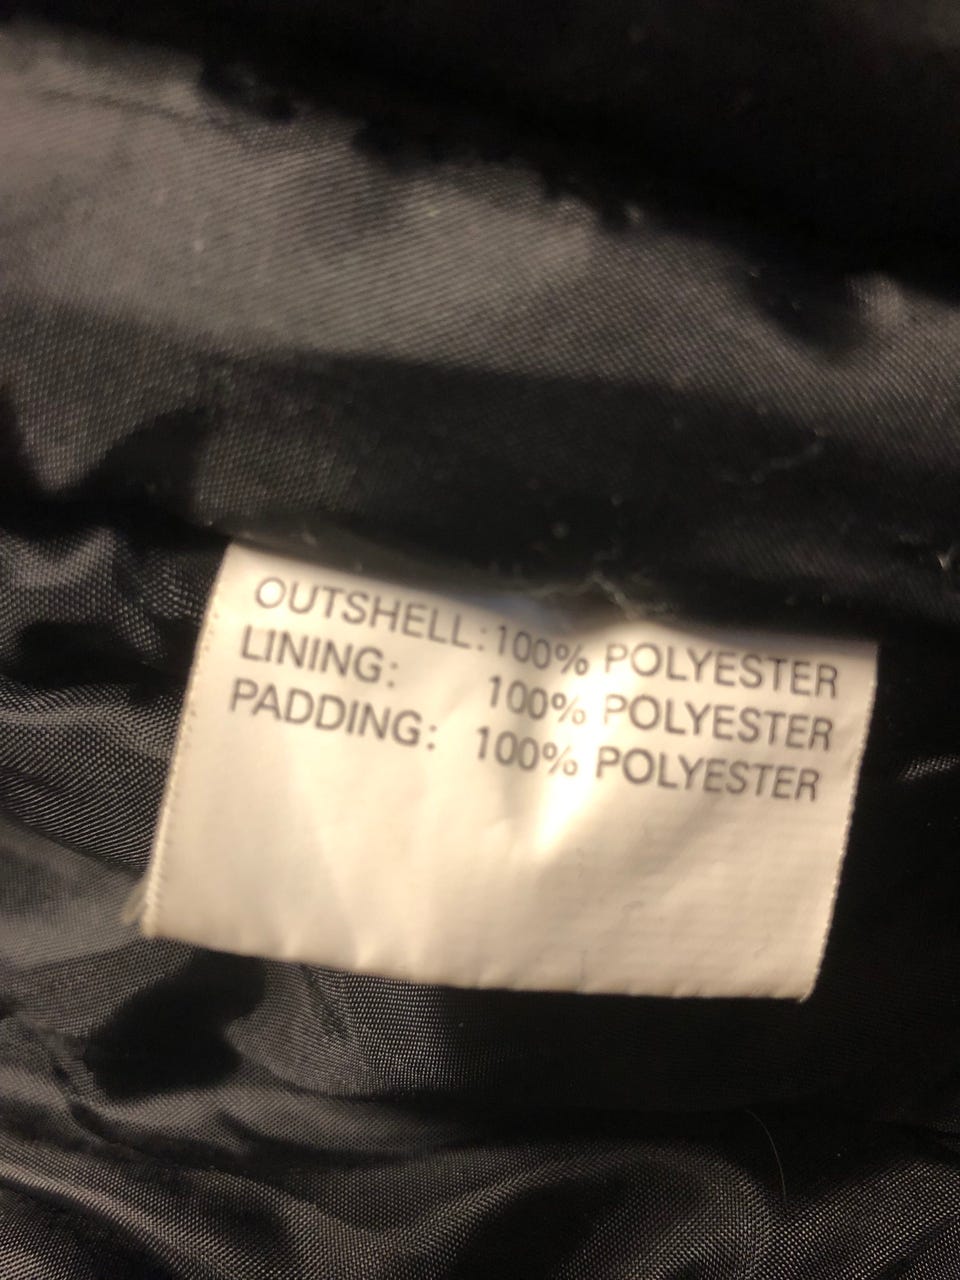 OUTSHELL: 100% POLYESTER
LINING: 100% POLYESTER
PADDING: 100% POLYESTER